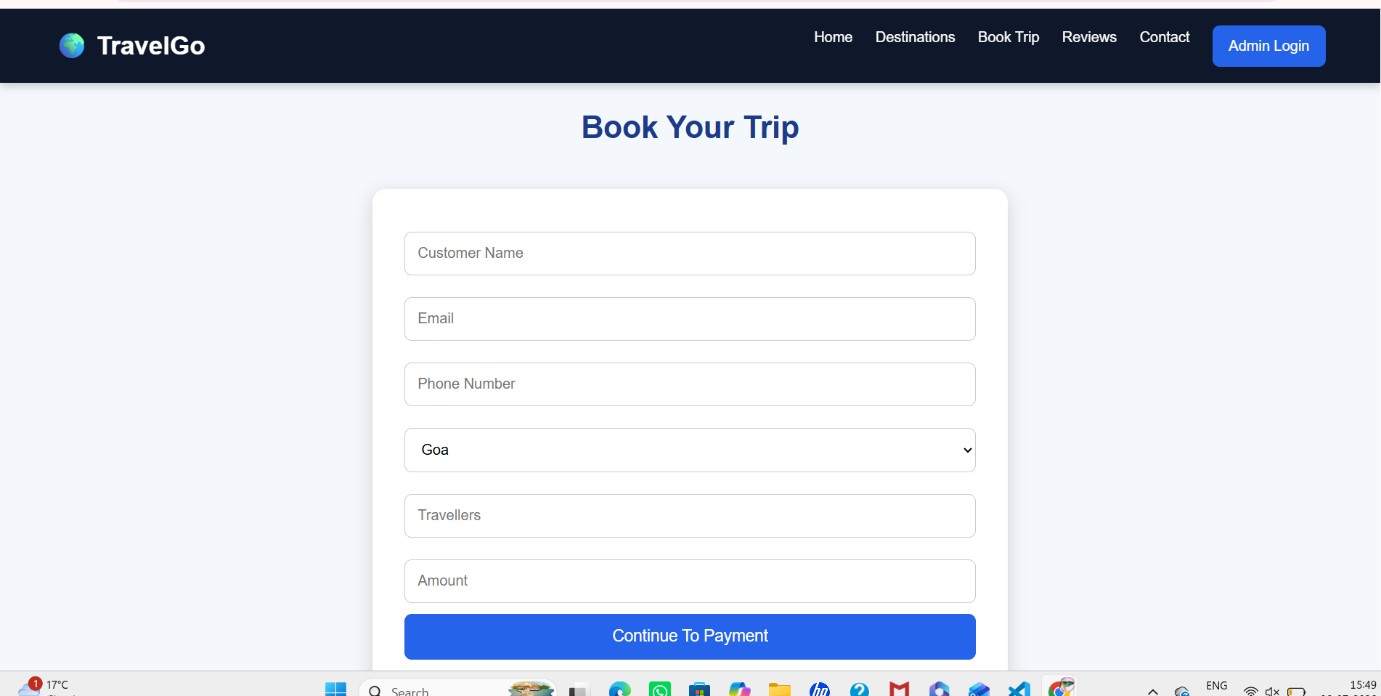 TravelGo
Home Destinations Book Trip Reviews Contact Admin Login
Book Your Trip
Customer Name
Email
Phone Number
Goa
Travellers
Amount
Continue To Payment
1 17°C
Search
hp
ENG
15:49